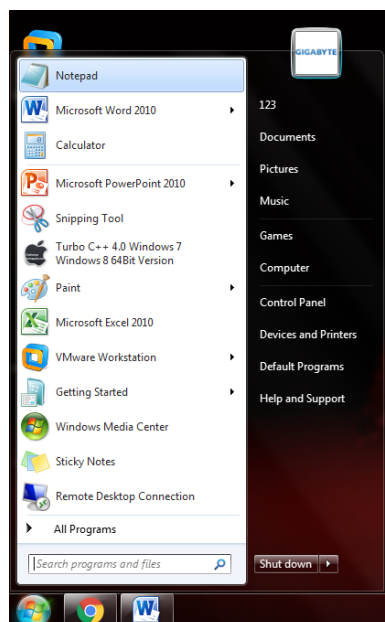 GIGABYTE
Notepad
Microsoft Word 2010
Calculator
Microsoft PowerPoint 2010
Snipping Tool
Turbo C++ 4.0 Windows 7
Windows 8 64Bit Version
Paint
Microsoft Excel 2010
VMware Workstation
Getting Started
Windows Media Center
Sticky Notes
Remote Desktop Connection
All Programs
Search programs and files
123
Documents
Pictures
Music
Games
Computer
Control Panel
Devices and Printers
Default Programs
Help and Support
Shut down